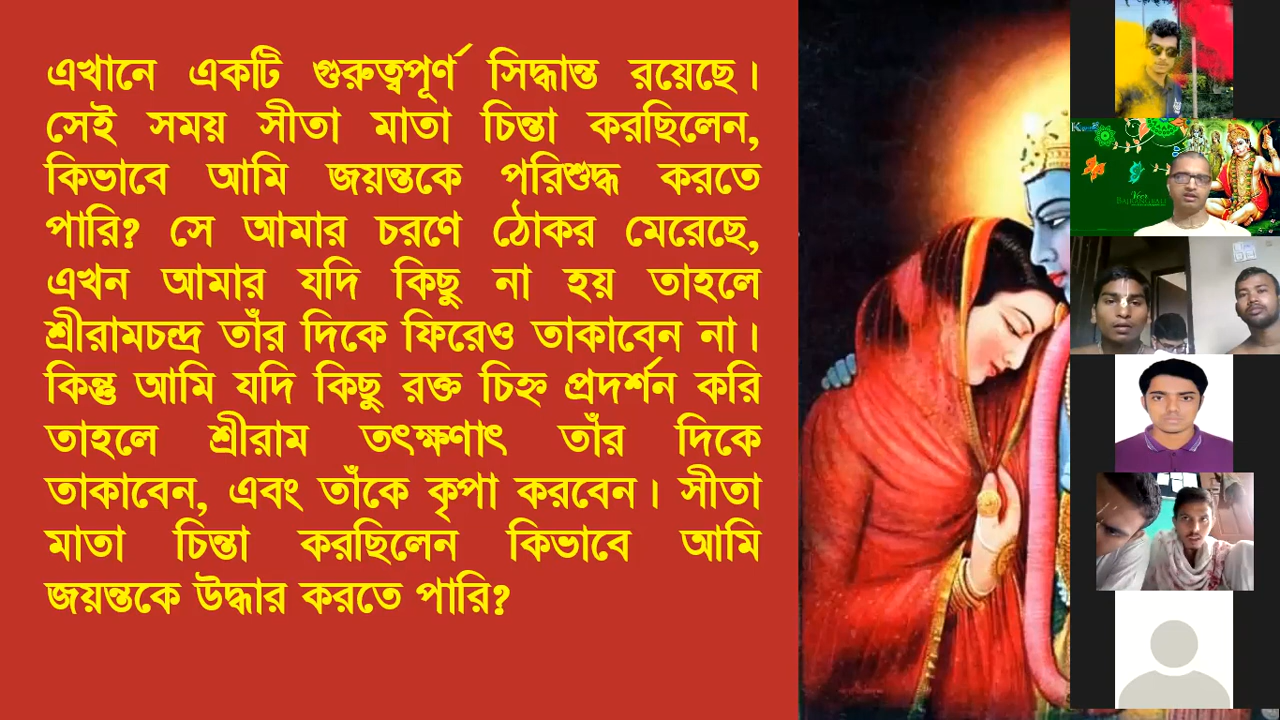 এখানে একটি গুরুত্বপূর্ণ সিদ্ধান্ত রয়েছে।
সেই সময় সীতা মাতা চিন্তা করছিলেন,
কিভাবে আমি জয়ন্তকে পরিশুদ্ধ করতে
পারি? সে আমার চরণে ঠোকর মেরেছে,
এখন আমার যদি কিছু না হয় তাহলে
শ্রীরামচন্দ্র তাঁর দিকে ফিরেও তাকাবেন না।
কিন্তু আমি যদি কিছু রক্ত চিহ্ন প্রদর্শন করি
তাহলে শ্রীরাম তৎক্ষণাৎ তাঁর দিকে
তাকাবেন, এবং তাঁকে কৃপা করবেন। সীতা
মাতা চিন্তা করছিলেন কিভাবে আমি
জয়ন্তকে উদ্ধার করতে পারি?